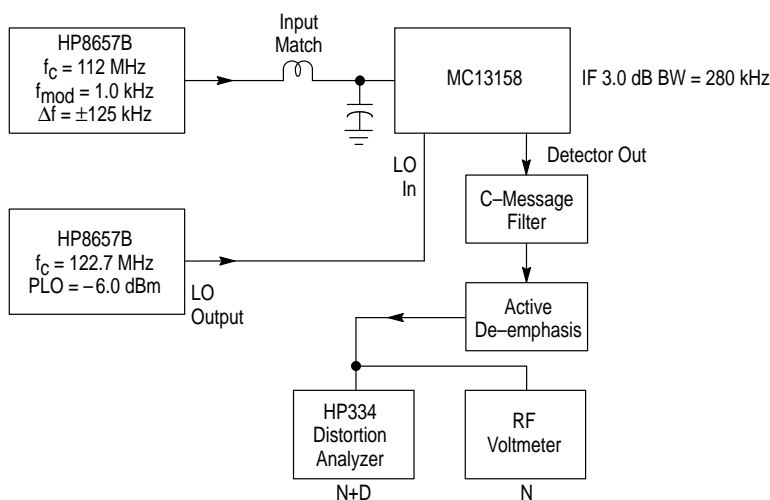 HP8657B
fc = 112 MHz
fmod = 1.0 kHz
Δf = ±125 kHz
Input
Match
MC13158
IF 3.0 dB BW = 280 kHz
LO
In
Detector Out
C–Message
Filter
HP8657B
fc = 122.7 MHz
PLO = –6.0 dBm
LO
Output
Active
De–emphasis
HP334
Distortion
Analyzer
RF
Voltmeter
N+D
N